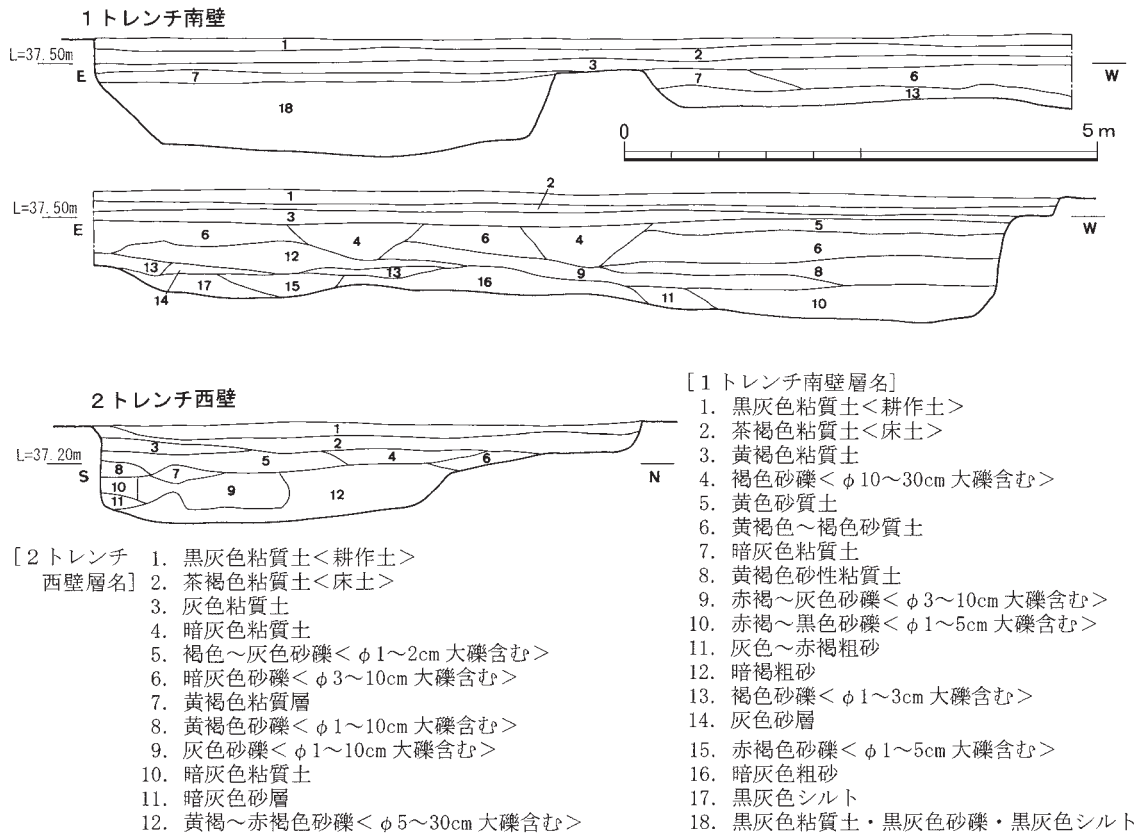 1トレンチ南壁
L=37.50m
E
W
1
2
3
7
7
6
13
18
0
5m
L=37.50m
E
W
1
2
3
5
6
4
6
4
6
12
13
13
9
8
14
17
15
16
11
10
2トレンチ西壁
L=37.20m
S
N
1
2
3
4
5
6
7
8
9
10
11
12
[2トレンチ西壁層名]
1. 黒灰色粘質土<耕作土>
2. 茶褐色粘質土<床土>
3. 灰色粘質土
4. 暗灰色粘質土
5. 褐色～灰色砂礫<φ1～2cm大礫含む>
6. 暗灰色砂礫<φ3～10cm大礫含む>
7. 黄褐色粘質層
8. 黄褐色砂礫<φ1～10cm大礫含む>
9. 灰色砂礫<φ1～10cm大礫含む>
10. 暗灰色粘質土
11. 暗灰色砂層
12. 黄褐～赤褐色砂礫<φ5～30cm大礫含む>
[1トレンチ南壁層名]
1. 黒灰色粘質土<耕作土>
2. 茶褐色粘質土<床土>
3. 黄褐色粘質土
4. 褐色砂礫<φ10～30cm大礫含む>
5. 黄色砂質土
6. 黄褐色～褐色砂質土
7. 暗灰色粘質土
8. 黄褐色砂性粘質土
9. 赤褐～灰色砂礫<φ3～10cm大礫含む>
10. 赤褐～黒色砂礫<φ1～5cm大礫含む>
11. 灰色～赤褐粗砂
12. 暗褐粗砂
13. 褐色砂礫<φ1～3cm大礫含む>
14. 灰色砂層
15. 赤褐色砂礫<φ1～5cm大礫含む>
16. 暗灰色粗砂
17. 黒灰色シルト
18. 黒灰色粘質土・黒灰色砂礫・黒灰色シルト